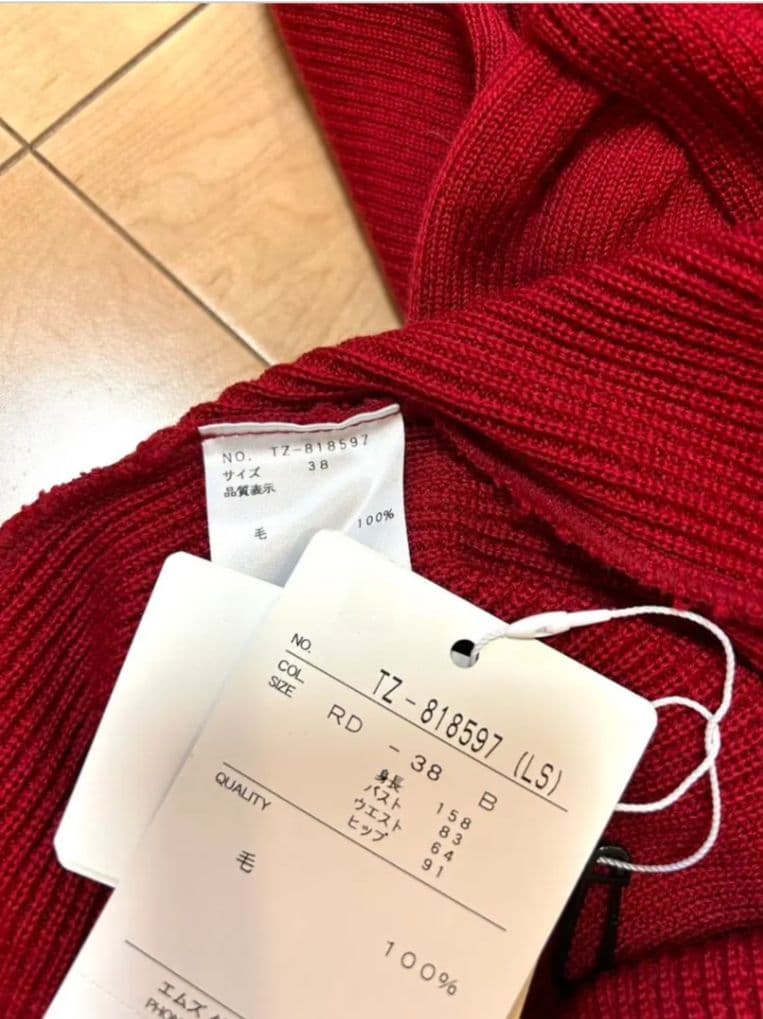 NO. TZ-818597
サイズ 38
品質表示
毛 100%
NO. TZ-818597 (LS)
COL. RD
SIZE - 38 B
身長 158
バスト 83
ウエスト 64
ヒップ 91
QUALITY
毛 100%
エムズ
PHON